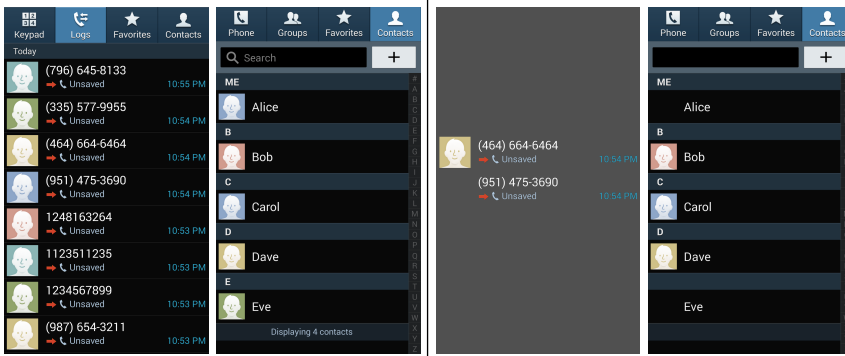 Keypad Logs Favorites Contacts
Today
(796) 645-8133
Unsaved 10:55 PM
(335) 577-9955
Unsaved 10:54 PM
(464) 664-6464
Unsaved 10:54 PM
(951) 475-3690
Unsaved 10:54 PM
1248163264
Unsaved 10:53 PM
1123511235
Unsaved 10:53 PM
1234567899
Unsaved 10:53 PM
(987) 654-3211
Unsaved 10:53 PM
Phone Groups Favorites Contacts
Search +
ME
Alice
B
Bob
C
Carol
D
Dave
E
Eve
Displaying 4 contacts
#
A
B
C
D
E
F
G
H
I
J
K
L
M
N
O
P
Q
R
S
T
U
V
W
X
Y
Z
(464) 664-6464
Unsaved 10:54 PM
(951) 475-3690
Unsaved 10:54 PM
Phone Groups Favorites Contacts
+
ME
Alice
B
Bob
C
Carol
D
Dave
Eve